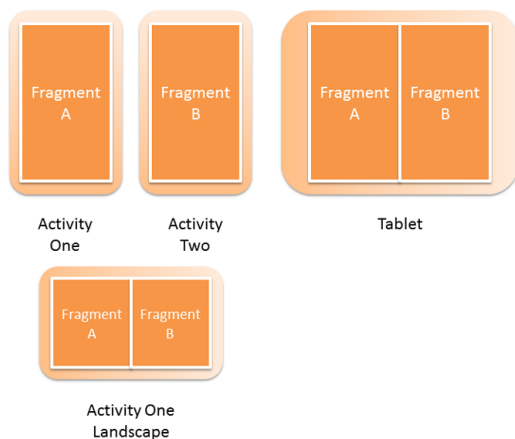 Fragment
A
Fragment
B
Fragment
A
Fragment
B
Activity
One
Activity
Two
Tablet
Fragment
A
Fragment
B
Activity One
Landscape